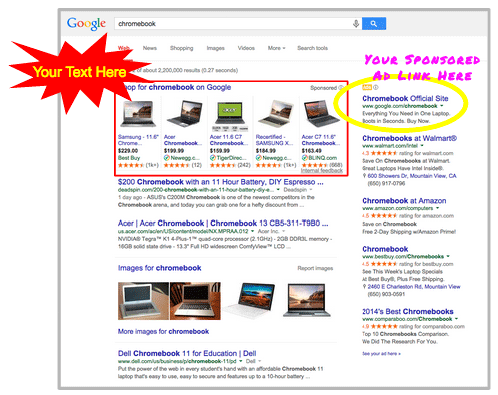 Google
chromebook
Web News Shopping Images Videos More Search tools
Your Text Here
of about 2,200,000 results (0.27 seconds)
Shop for chromebook on Google
Sponsored
Samsung - 11.6" Chrome...
$229.00
Best Buy
(1k+)
Acer Chromebook...
$199.99
Newegg.c...
(12)
Acer 11.6" Chromebook...
$159.99
TigerDirec...
(242)
Recertified - SAMSUNG X...
$184.99
Newegg.c...
(1k+)
Acer C7 11.6" Chromebook...
$163.49
BLINQ.com
(668)
Internal feedback
$200 Chromebook with an 11 Hour Battery, DIY Espresso ...
deadspin.com/200-chromebook-with-an-11-hour-battery-diy-es...
1 day ago - ASUS's C200M Chromebook is one of the newest competitors in the
Chromebook arena, and today you can grab one for a hefty discount from ...
Acer | Acer Chromebook | Chromebook 13 CB5-311-T9B0 ...
us.acer.com/ac/en/US/content/model/NX.MPRAA.012 Acer Inc.
NVIDIA® Tegra™ K1 4-Plus-1™ quad-core processor (2.1GHz) - 2GB DDR3L memory -
16GB solid state drive - 13.3" Full HD widescreen ComfyView™ LCD ...
Images for chromebook
Report images
More images for chromebook
Dell Chromebook 11 for Education | Dell
www.dell.com/us/business/p/chromebook-11/pd Dell
Put the power of the web in every student's hand with an affordable Chromebook 11
laptop that's easy to use, easy to secure and features up to a 10-hour battery ...
Your Sponsored
Ad Link Here
Chromebook Official Site
www.google.com/chromebook
Everything You Need in One Laptop.
Boots in Seconds. Buy Now.
Chromebooks at Walmart®
www.walmart.com/Intel
4.5 rating for walmart.com
Save On Chromebooks at Walmart.
Great Laptops Have Intel Inside®.
600 Showers Dr, Mountain View, CA
(650) 917-0796
Chromebook at Amazon
www.amazon.com/computers
4.5 rating for amazon.com
Save on Chromebook
Free 2-Day Shipping w/Amazon Prime!
Chromebook
www.bestbuy.com/Chromebooks
4.5 rating for bestbuy.com
See This Week's Laptop Specials
at Best Buy®, Plus Free Shipping.
2460 E Charleston Rd, Mountain View, CA
(650) 903-0591
2014's Best Chromebooks
www.comparaboo.com/Chromebook
4.9 rating for comparaboo.com
Top 10 Chromebooks Comparison.
We Did The Research For You.
See your ad here »